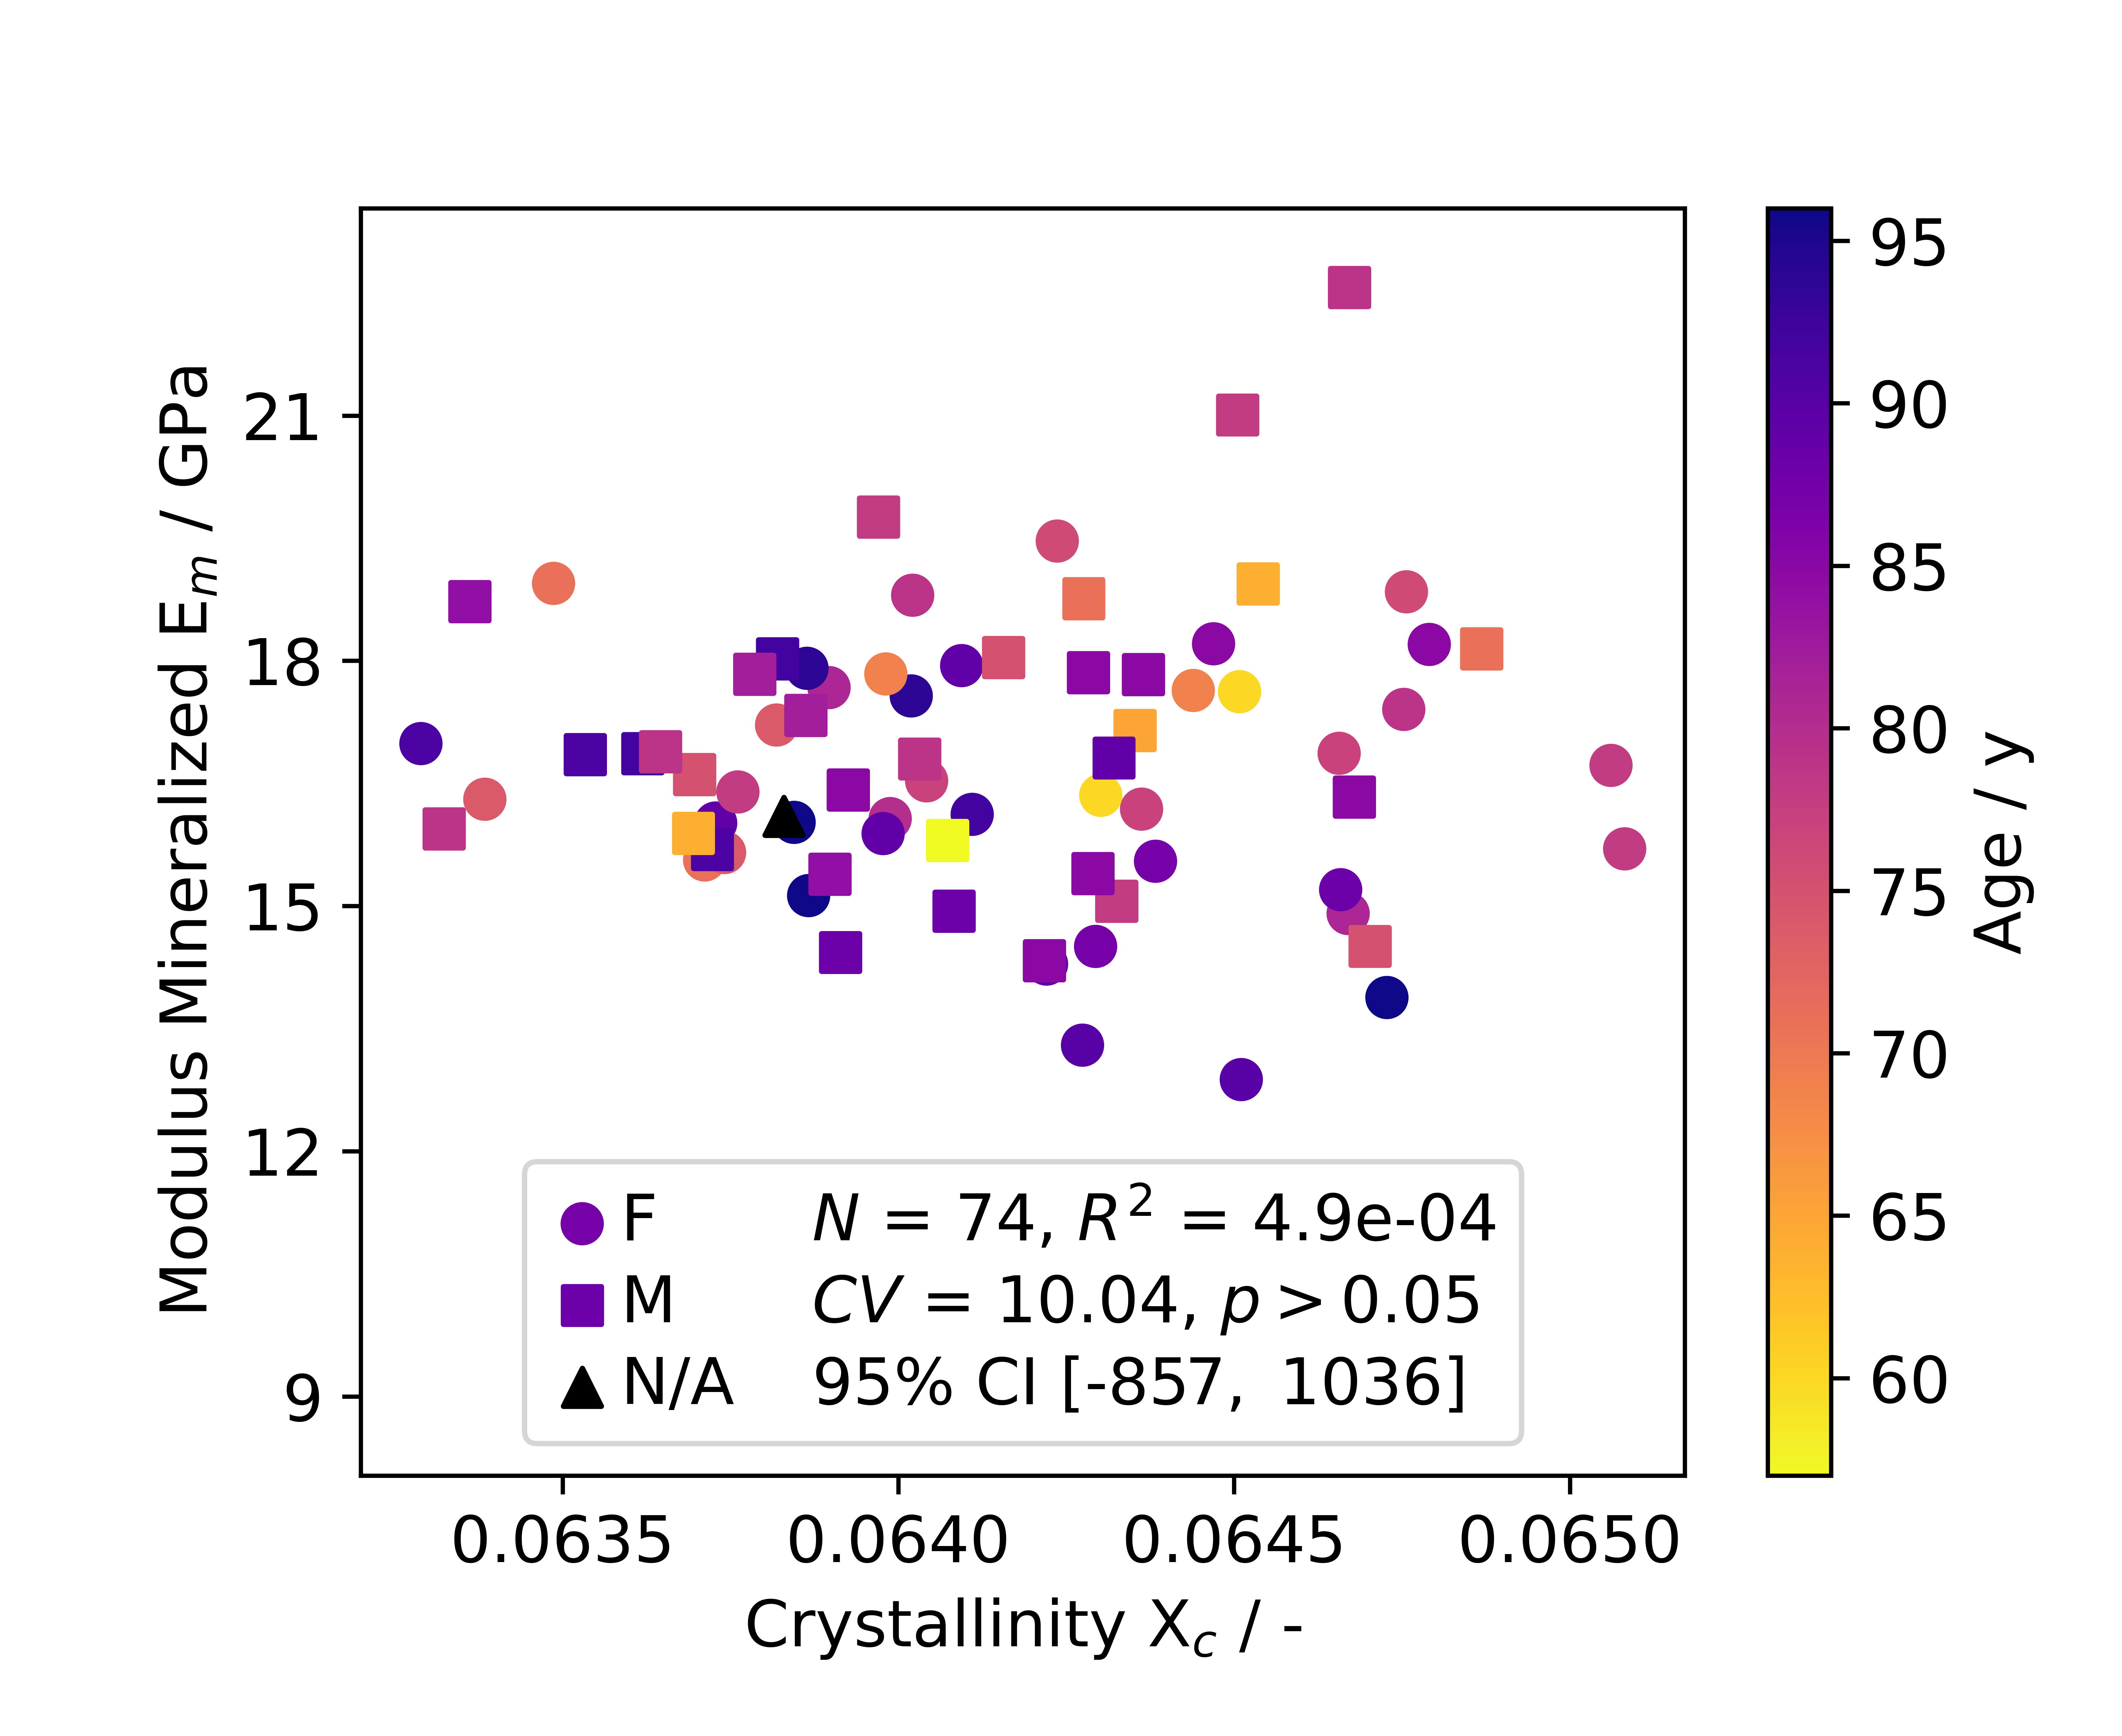 Modulus Mineralized Eₘ / GPa
21
18
15
12
9
F N = 74, R² = 4.9e-04
M CV = 10.04, p > 0.05
N/A 95% CI [-857, 1036]
0.0635 0.0640 0.0645 0.0650
Crystallinity X_c / -
95
90
85
80
75
70
65
60
Age / y